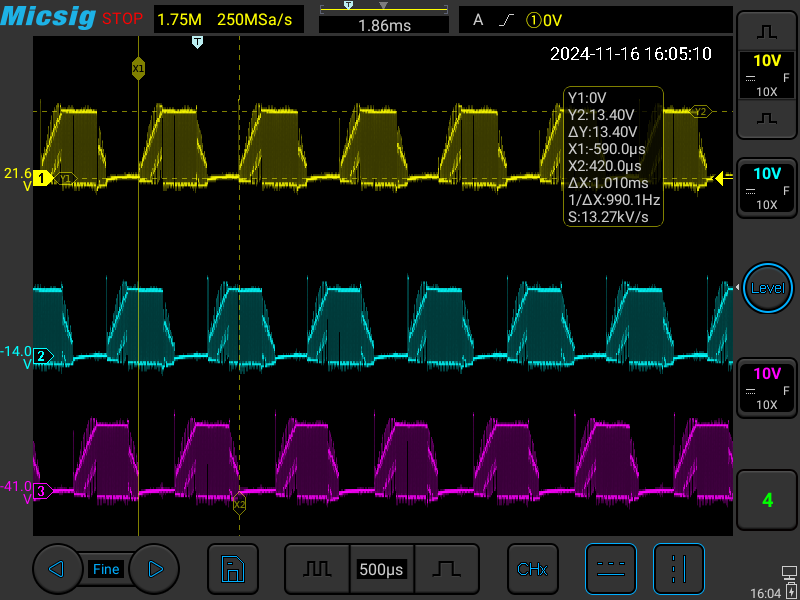 Micsig STOP 1.75M 250MSa/s T 1.86ms A ①0V
T
2024-11-16 16:05:10
X1
10V
F
10X
Y1:0V
Y2:13.40V
ΔY:13.40V
X1:-590.0µs
X2:420.0µs
ΔX:1.010ms
1/ΔX:990.1Hz
S:13.27kV/s
Y2
21.6
V
1
Y1
10V
F
10X
Level
-14.0
V
2
10V
F
10X
-41.0
V
3
X2
4
Fine
500µs
CHx
16:04